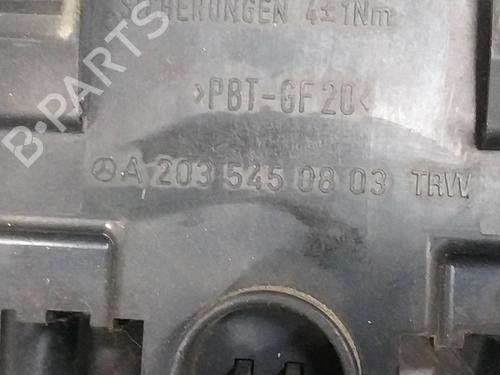 SICHERUNGEN 4±1Nm
>PBT-GF20<
A 203 545 08 03 TRW
B-PARTS